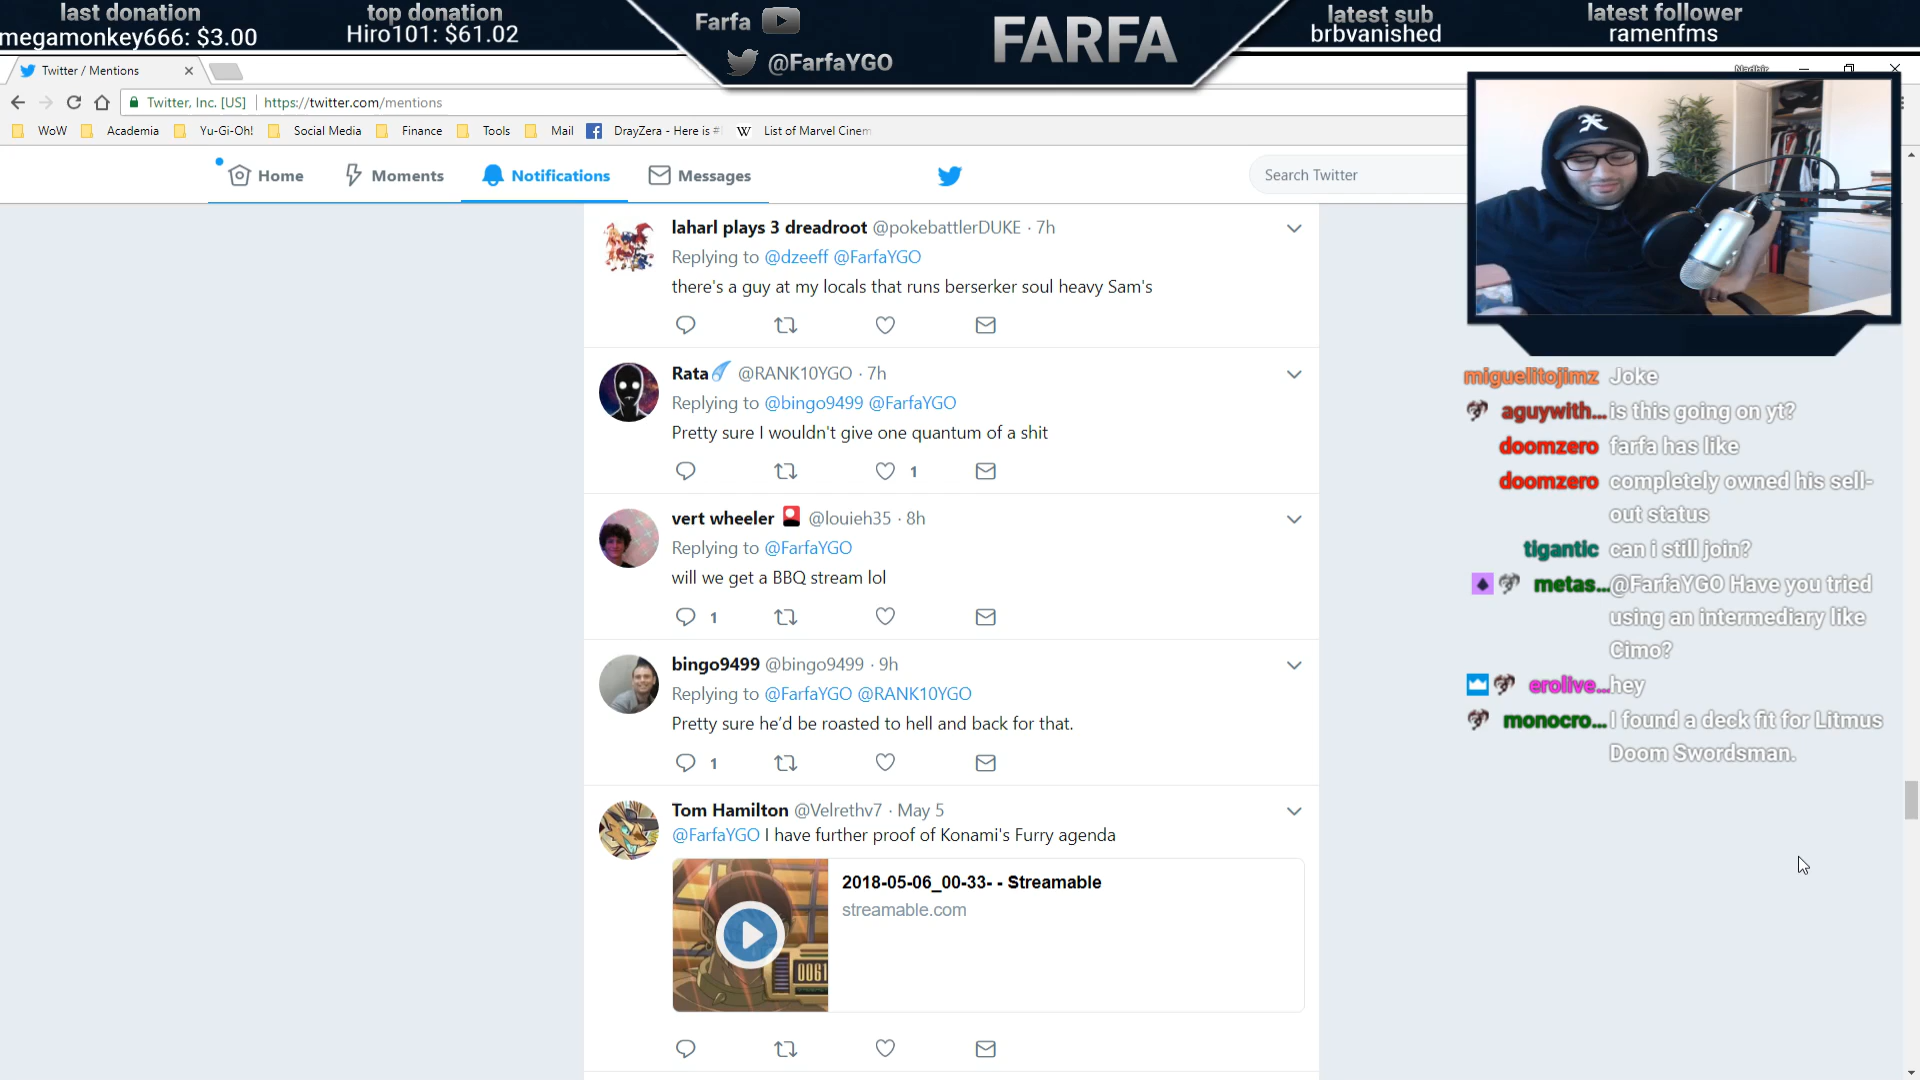 last donation
megamonkey666: $3.00
top donation
Hiro101: $61.02
Farfa
@FarfaYGO
FARFA
latest sub
brbvanished
latest follower
ramenfms
Twitter / Mentions
Twitter, Inc. [US] https://twitter.com/mentions
WoW Academia Yu-Gi-Oh! Social Media Finance Tools Mail DrayZera - Here is # List of Marvel Cinem
Home Moments Notifications Messages Search Twitter
laharl plays 3 dreadroot @pokebattlerDUKE · 7h
Replying to @dzeeff @FarfaYGO
there's a guy at my locals that runs berserker soul heavy Sam's
Rata @RANK10YGO · 7h
Replying to @bingo9499 @FarfaYGO
Pretty sure I wouldn't give one quantum of a shit
1
vert wheeler @louieh35 · 8h
Replying to @FarfaYGO
will we get a BBQ stream lol
1
bingo9499 @bingo9499 · 9h
Replying to @FarfaYGO @RANK10YGO
Pretty sure he’d be roasted to hell and back for that.
1
Tom Hamilton @Velrethv7 · May 5
@FarfaYGO I have further proof of Konami's Furry agenda
2018-05-06_00-33- - Streamable
streamable.com
0061
miguelitojimz Joke
aguywith... is this going on yt?
doomzero farfa has like
doomzero completely owned his sell-
out status
tigantic can i still join?
metas... @FarfaYGO Have you tried
using an intermediary like
Cimo?
erolive... hey
monocro... I found a deck fit for Litmus
Doom Swordsman.